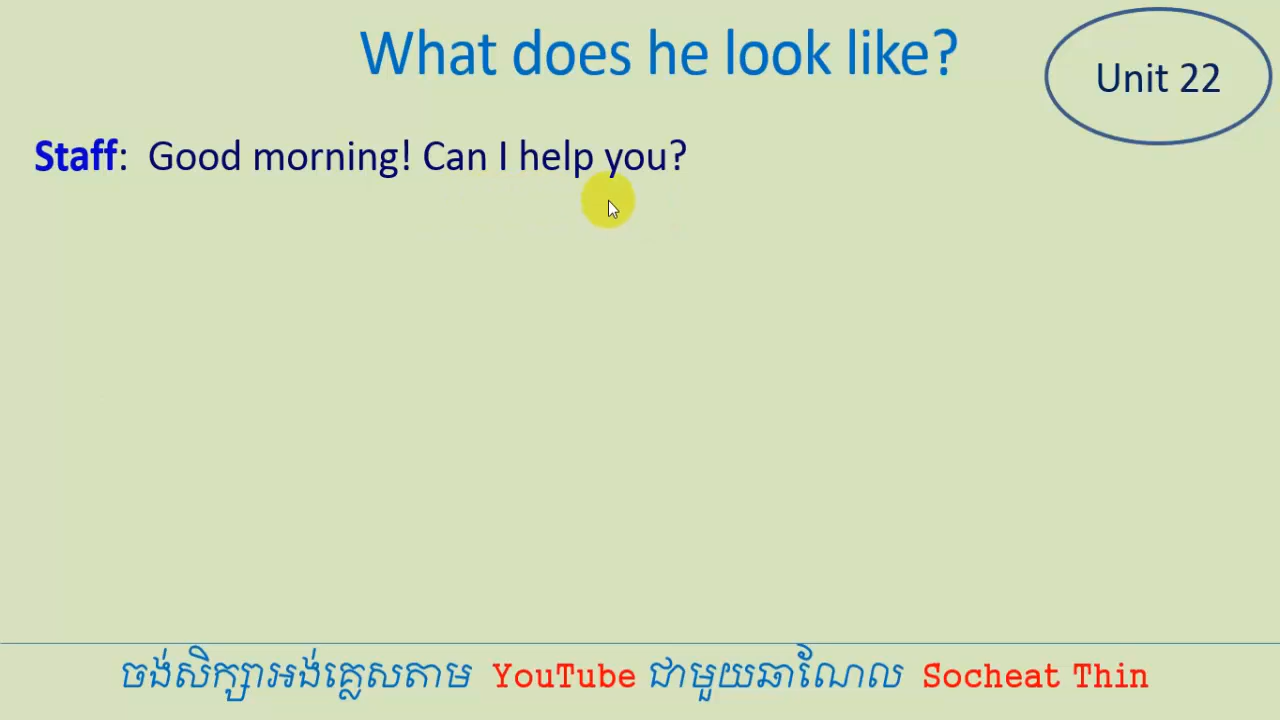 What does he look like?
Unit 22
Staff: Good morning! Can I help you?
ចង់សិក្សាអង់គ្លេសតាម YouTube ជាមួយឆាណែល Socheat Thin